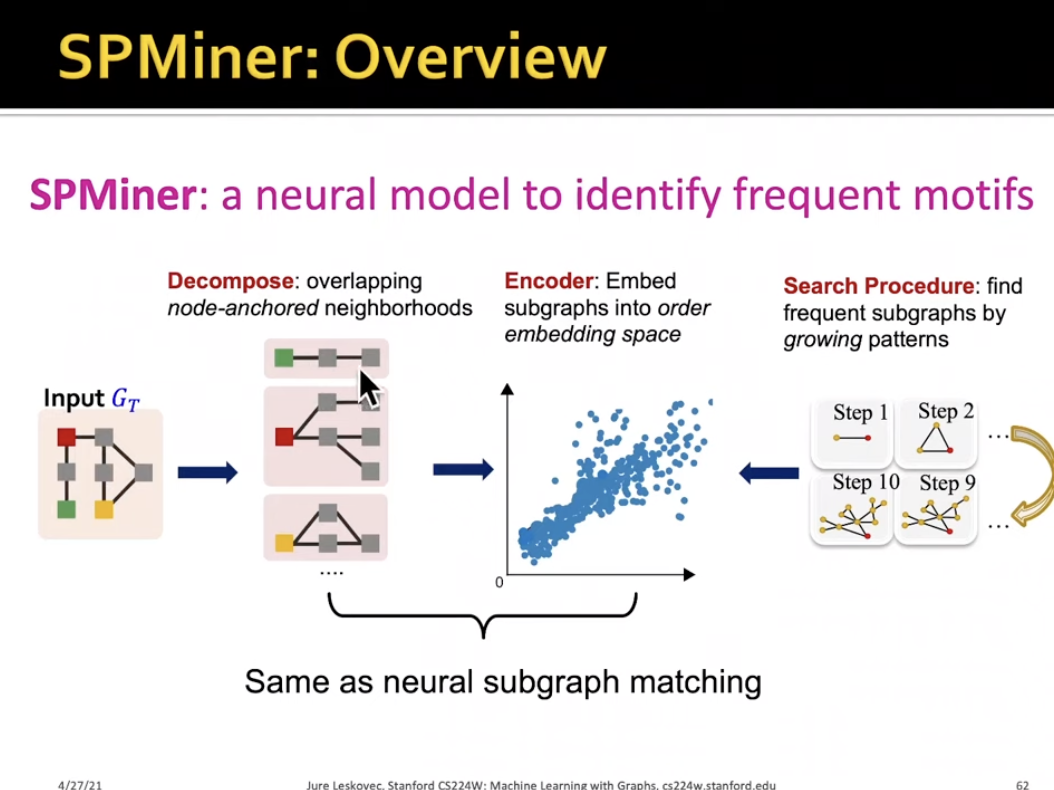 SPMiner: Overview
SPMiner: a neural model to identify frequent motifs
Decompose: overlapping
node-anchored neighborhoods
Encoder: Embed
subgraphs into order
embedding space
Search Procedure: find
frequent subgraphs by
growing patterns
Input G_T
Step 1
Step 2
...
Step 10
Step 9
...
....
0
Same as neural subgraph matching
4/27/21
Jure Leskovec, Stanford CS224W: Machine Learning with Graphs, cs224w.stanford.edu
62